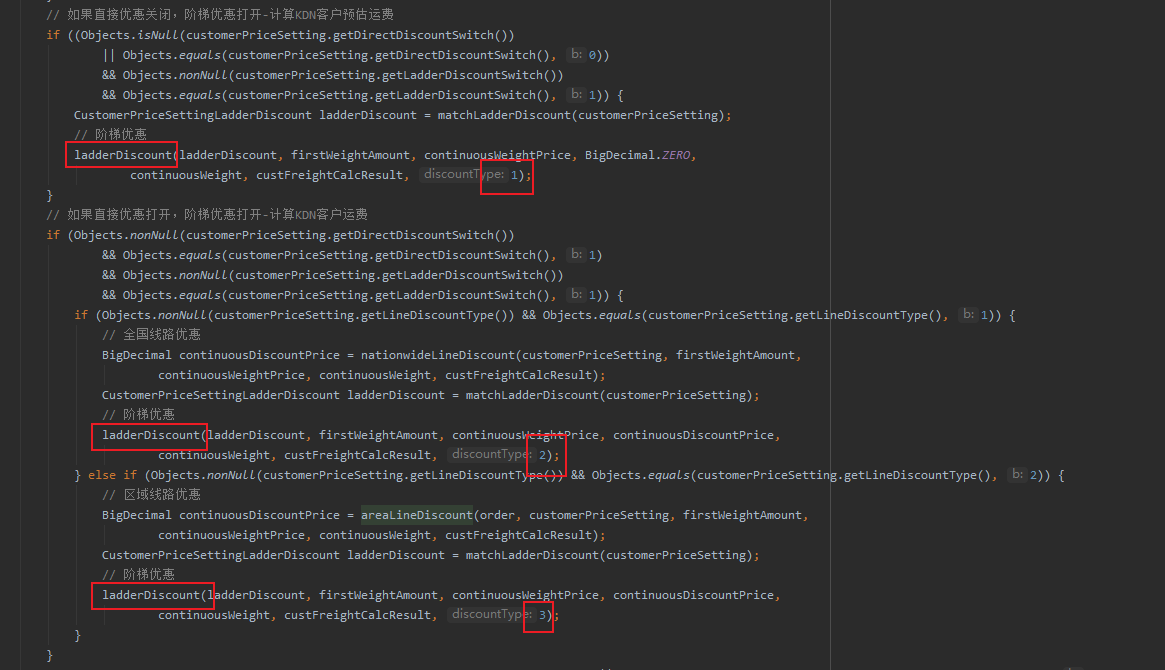 // 如果直接优惠关闭，阶梯优惠打开-计算KDN客户预估运费
if ((Objects.isNull(customerPriceSetting.getDirectDiscountSwitch())
|| Objects.equals(customerPriceSetting.getDirectDiscountSwitch(), b: 0))
&& Objects.nonNull(customerPriceSetting.getLadderDiscountSwitch())
&& Objects.equals(customerPriceSetting.getLadderDiscountSwitch(), b: 1)) {
CustomerPriceSettingLadderDiscount ladderDiscount = matchLadderDiscount(customerPriceSetting);
// 阶梯优惠
ladderDiscount(ladderDiscount, firstWeightAmount, continuousWeightPrice, BigDecimal.ZERO,
continuousWeight, custFreightCalcResult, discountType: 1);
}
// 如果直接优惠打开，阶梯优惠打开-计算KDN客户运费
if (Objects.nonNull(customerPriceSetting.getDirectDiscountSwitch())
&& Objects.equals(customerPriceSetting.getDirectDiscountSwitch(), b: 1)
&& Objects.nonNull(customerPriceSetting.getLadderDiscountSwitch())
&& Objects.equals(customerPriceSetting.getLadderDiscountSwitch(), b: 1)) {
if (Objects.nonNull(customerPriceSetting.getLineDiscountType()) && Objects.equals(customerPriceSetting.getLineDiscountType(), b: 1)) {
// 全国线路优惠
BigDecimal continuousDiscountPrice = nationwideLineDiscount(customerPriceSetting, firstWeightAmount,
continuousWeightPrice, continuousWeight, custFreightCalcResult);
CustomerPriceSettingLadderDiscount ladderDiscount = matchLadderDiscount(customerPriceSetting);
// 阶梯优惠
ladderDiscount(ladderDiscount, firstWeightAmount, continuousWeightPrice, continuousDiscountPrice,
continuousWeight, custFreightCalcResult, discountType: 2);
} else if (Objects.nonNull(customerPriceSetting.getLineDiscountType()) && Objects.equals(customerPriceSetting.getLineDiscountType(), b: 2)) {
// 区域线路优惠
BigDecimal continuousDiscountPrice = areaLineDiscount(order, customerPriceSetting, firstWeightAmount,
continuousWeightPrice, continuousWeight, custFreightCalcResult);
CustomerPriceSettingLadderDiscount ladderDiscount = matchLadderDiscount(customerPriceSetting);
// 阶梯优惠
ladderDiscount(ladderDiscount, firstWeightAmount, continuousWeightPrice, continuousDiscountPrice,
continuousWeight, custFreightCalcResult, discountType: 3);
}
}